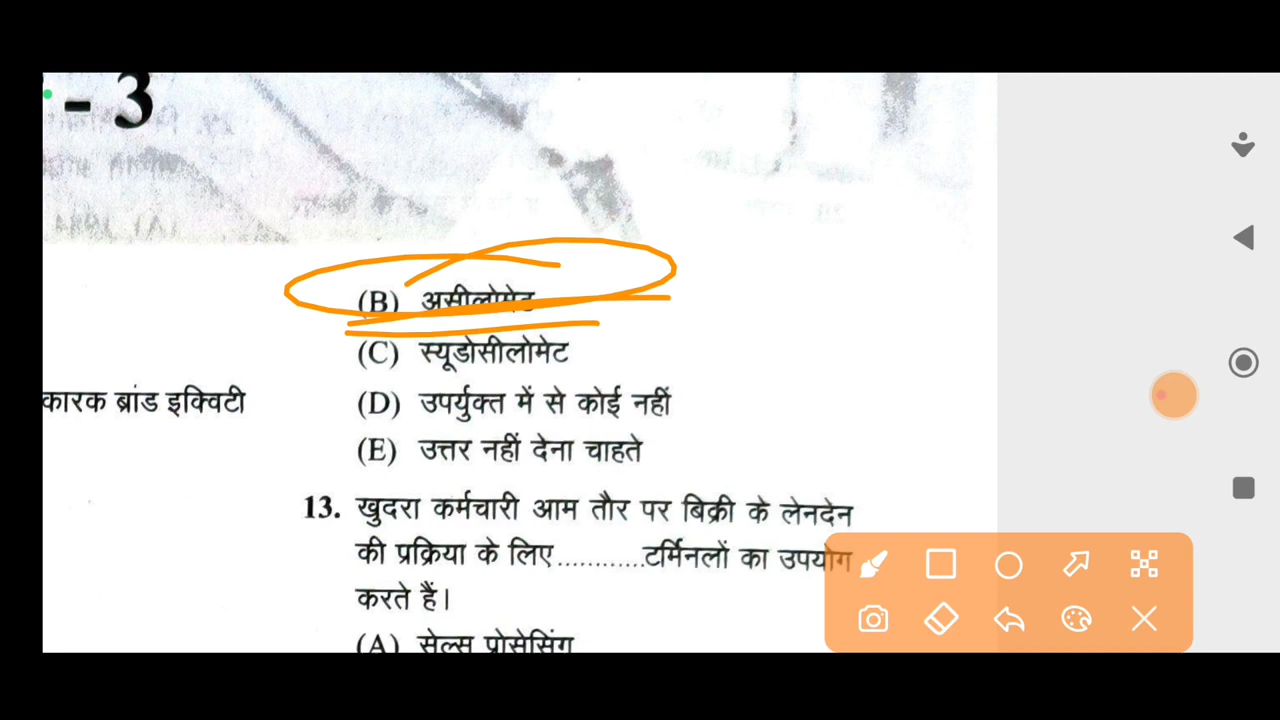 - 3
(B) असीलोमेट
(C) स्यूडोसीलोमेट
कारक ब्रांड इक्विटी
(D) उपर्युक्त में से कोई नहीं
(E) उत्तर नहीं देना चाहते
13. खुदरा कर्मचारी आम तौर पर बिक्री के लेनदेन
की प्रक्रिया के लिए............टर्मिनलों का उपयोग
करते हैं।
(A) सेल्स प्रोसेसिंग